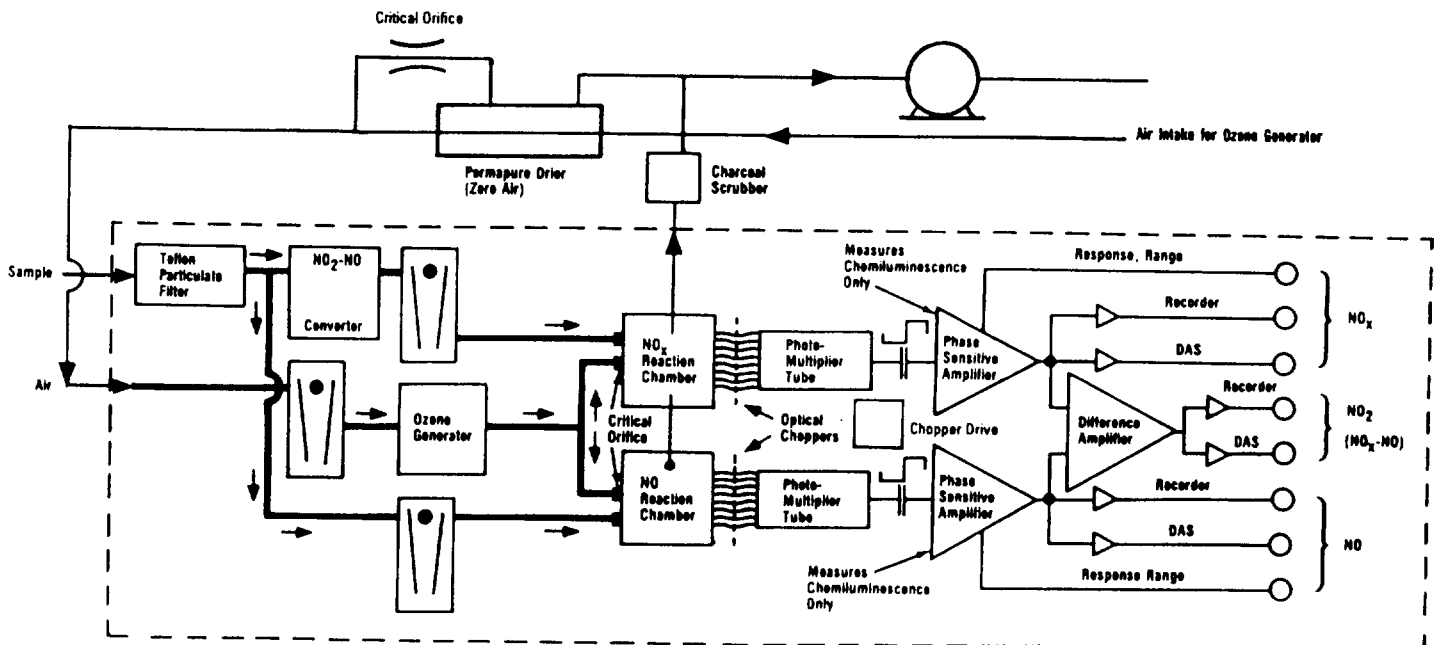 Critical Orifice
Air Intake for Ozone Generator
Permapure Drier
(Zero Air)
Charcoal
Scrubber
Sample
Teflon
Particulate
Filter
NO2-NO
Converter
Measures
Chemiluminescence
Only
Response, Range
Recorder
DAS
NOx
NOx
Reaction
Chamber
Photo-
Multiplier
Tube
Phase
Sensitive
Amplifier
Air
Ozone
Generator
Critical
Orifice
Optical
Choppers
Chopper Drive
Difference
Amplifier
Recorder
DAS
NO2
(NOx-NO)
NO
Reaction
Chamber
Photo-
Multiplier
Tube
Phase
Sensitive
Amplifier
Recorder
DAS
Response Range
NO
Measures
Chemiluminescence
Only